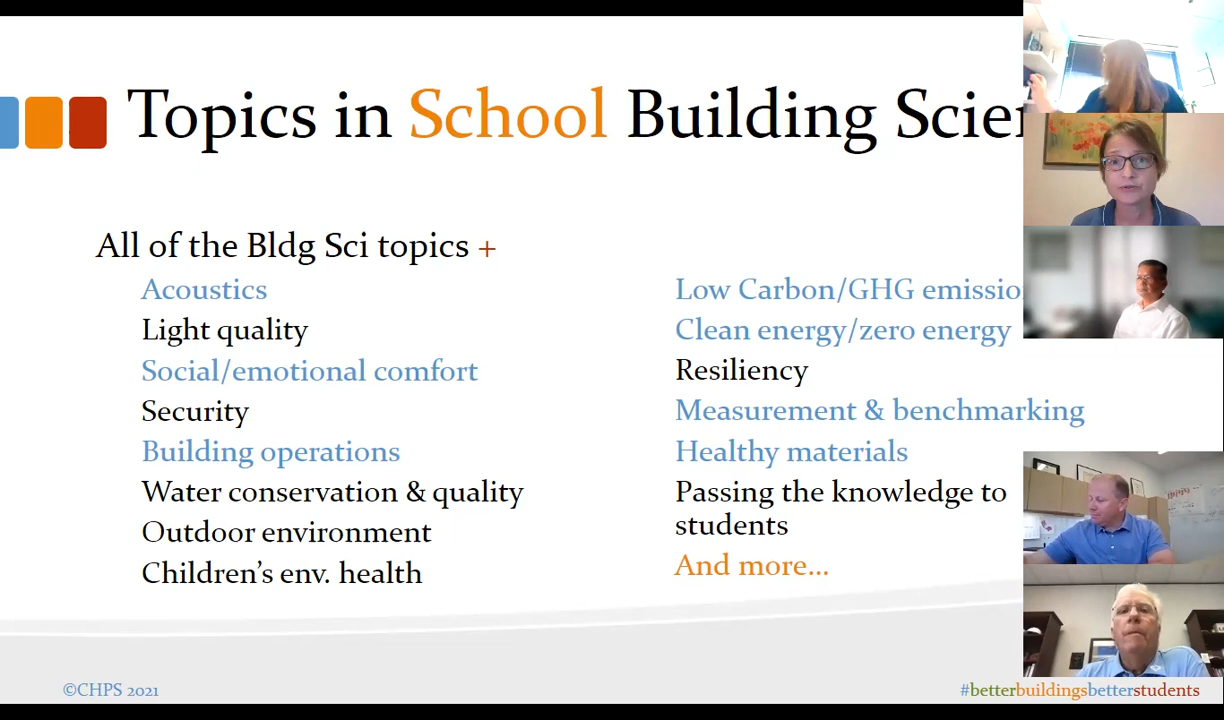 Topics in School Building Scien
All of the Bldg Sci topics +
Acoustics
Light quality
Social/emotional comfort
Security
Building operations
Water conservation & quality
Outdoor environment
Children's env. health
Low Carbon/GHG emissio
Clean energy/zero energy
Resiliency
Measurement & benchmarking
Healthy materials
Passing the knowledge to
students
And more...
©CHPS 2021
#betterbuildingsbetterstudents